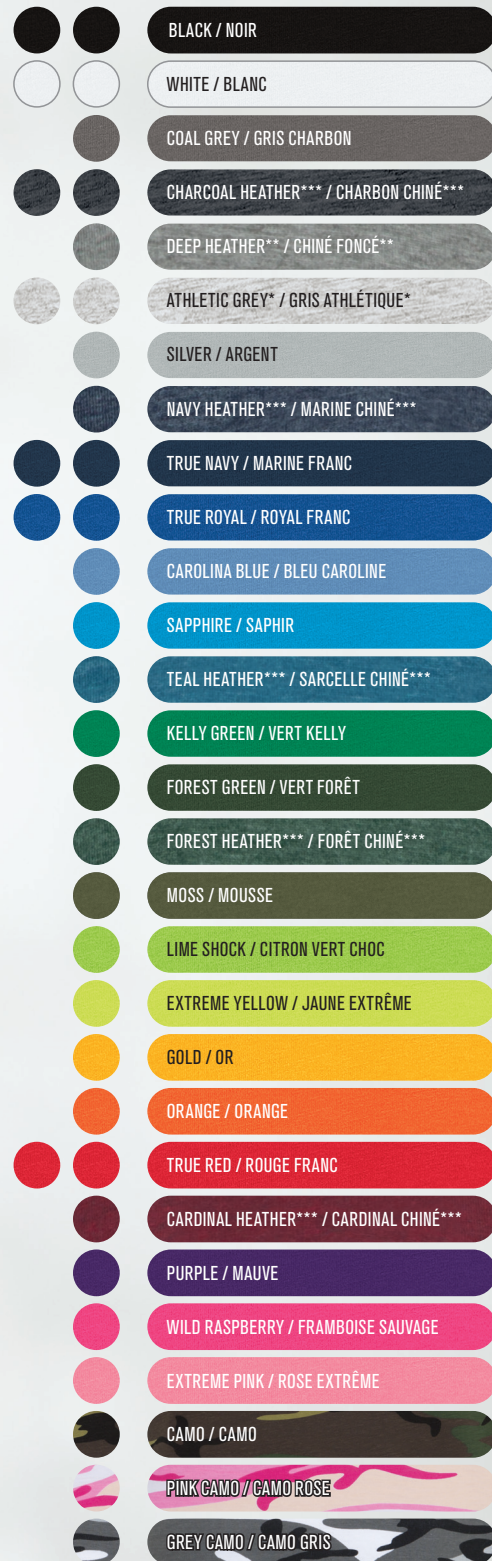 BLACK / NOIR
WHITE / BLANC
COAL GREY / GRIS CHARBON
CHARCOAL HEATHER*** / CHARBON CHINÉ***
DEEP HEATHER** / CHINÉ FONCÉ**
ATHLETIC GREY* / GRIS ATHLÉTIQUE*
SILVER / ARGENT
NAVY HEATHER*** / MARINE CHINÉ***
TRUE NAVY / MARINE FRANC
TRUE ROYAL / ROYAL FRANC
CAROLINA BLUE / BLEU CAROLINE
SAPPHIRE / SAPHIR
TEAL HEATHER*** / SARCELLE CHINÉ***
KELLY GREEN / VERT KELLY
FOREST GREEN / VERT FORÊT
FOREST HEATHER*** / FORÊT CHINÉ***
MOSS / MOUSSE
LIME SHOCK / CITRON VERT CHOC
EXTREME YELLOW / JAUNE EXTRÊME
GOLD / OR
ORANGE / ORANGE
TRUE RED / ROUGE FRANC
CARDINAL HEATHER*** / CARDINAL CHINÉ***
PURPLE / MAUVE
WILD RASPBERRY / FRAMBOISE SAUVAGE
EXTREME PINK / ROSE EXTRÊME
CAMO / CAMO
PINK CAMO / CAMO ROSE
GREY CAMO / CAMO GRIS